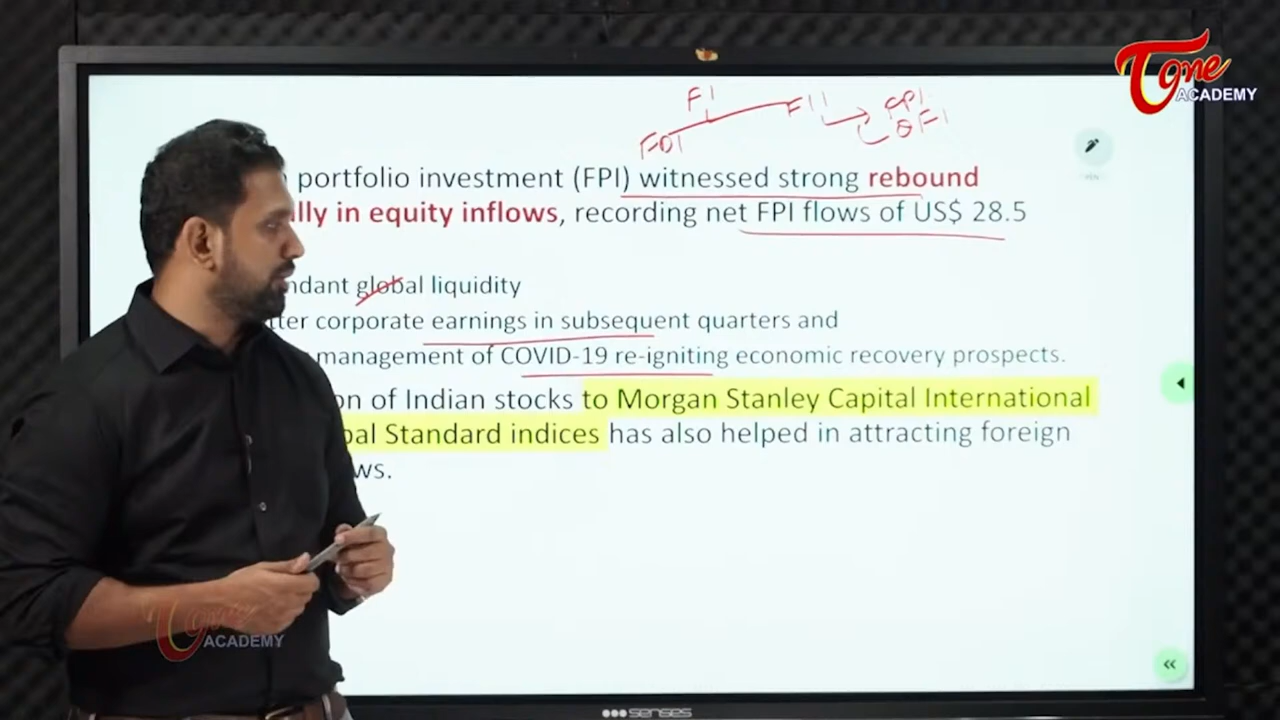 Tone
ACADEMY
FI
FDI
FII
FPI
QFI
portfolio investment (FPI) witnessed strong rebound
lly in equity inflows, recording net FPI flows of US$ 28.5
ndant global liquidity
tter corporate earnings in subsequent quarters and
management of COVID-19 re-igniting economic recovery prospects.
on of Indian stocks to Morgan Stanley Capital International
bal Standard indices has also helped in attracting foreign
ws.
Tone
ACADEMY
senses